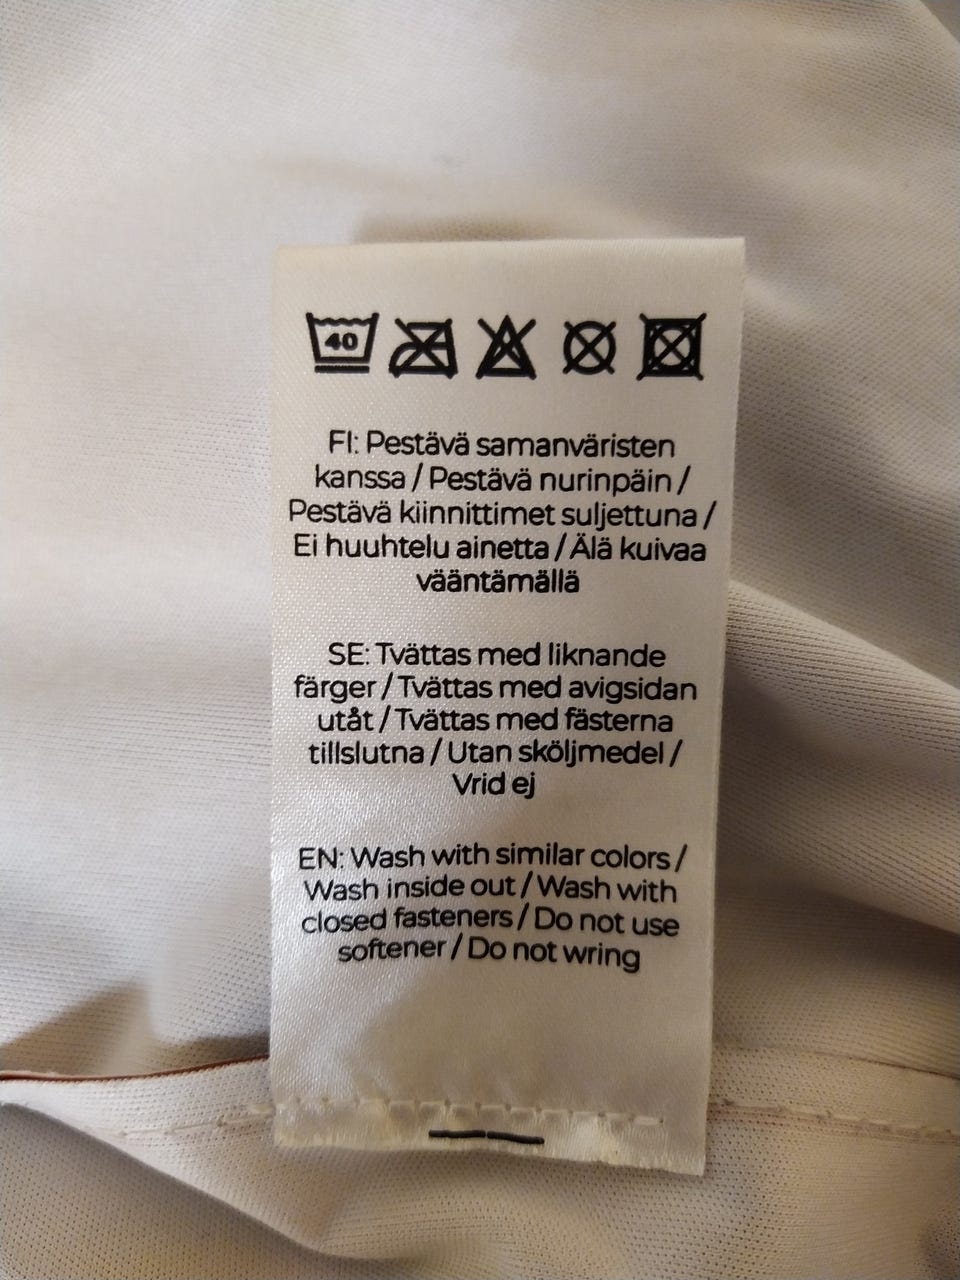 40
FI: Pestävä samanväristen
kanssa / Pestävä nurinpäin /
Pestävä kiinnittimet suljettuna /
Ei huuhtelu ainetta / Älä kuivaa
vääntämällä
SE: Tvättas med liknande
färger / Tvättas med avigsidan
utåt / Tvättas med fästerna
tillslutna / Utan sköljmedel /
Vrid ej
EN: Wash with similar colors /
Wash inside out / Wash with
closed fasteners / Do not use
softener / Do not wring